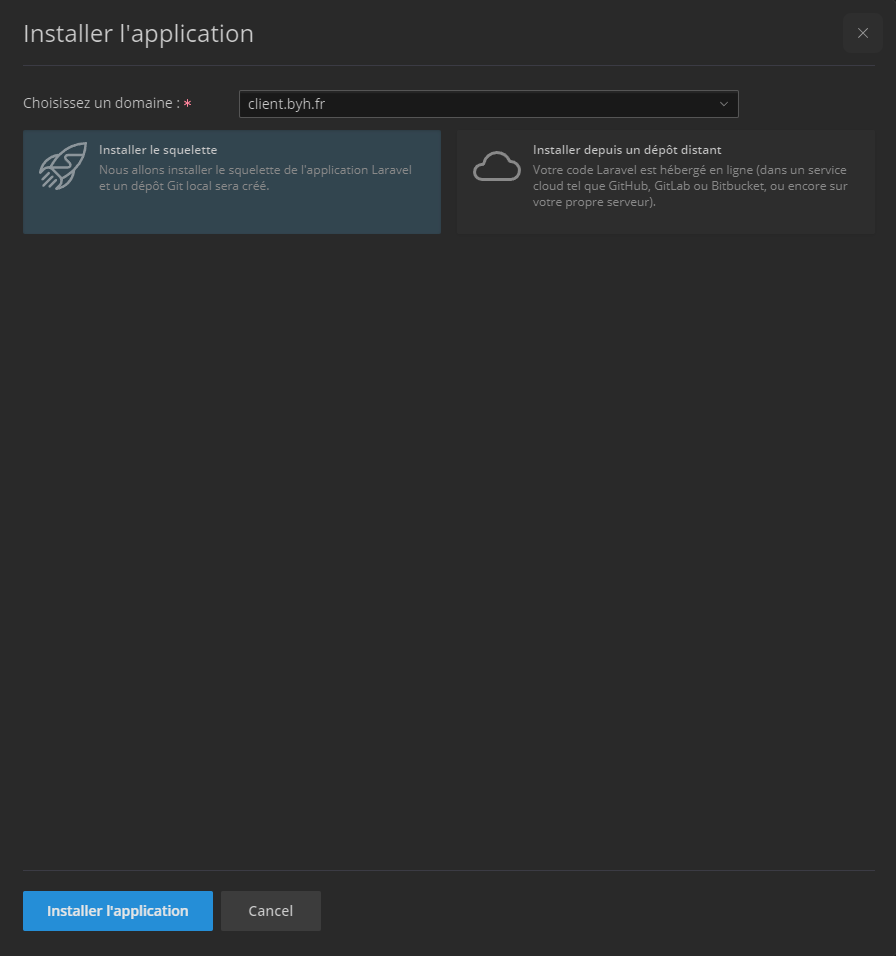 Installer l'application
Choisissez un domaine : *
client.byh.fr
Installer le squelette
Nous allons installer le squelette de l'application Laravel
et un dépôt Git local sera créé.
Installer depuis un dépôt distant
Votre code Laravel est hébergé en ligne (dans un service
cloud tel que GitHub, GitLab ou Bitbucket, ou encore sur
votre propre serveur).
Installer l'application
Cancel